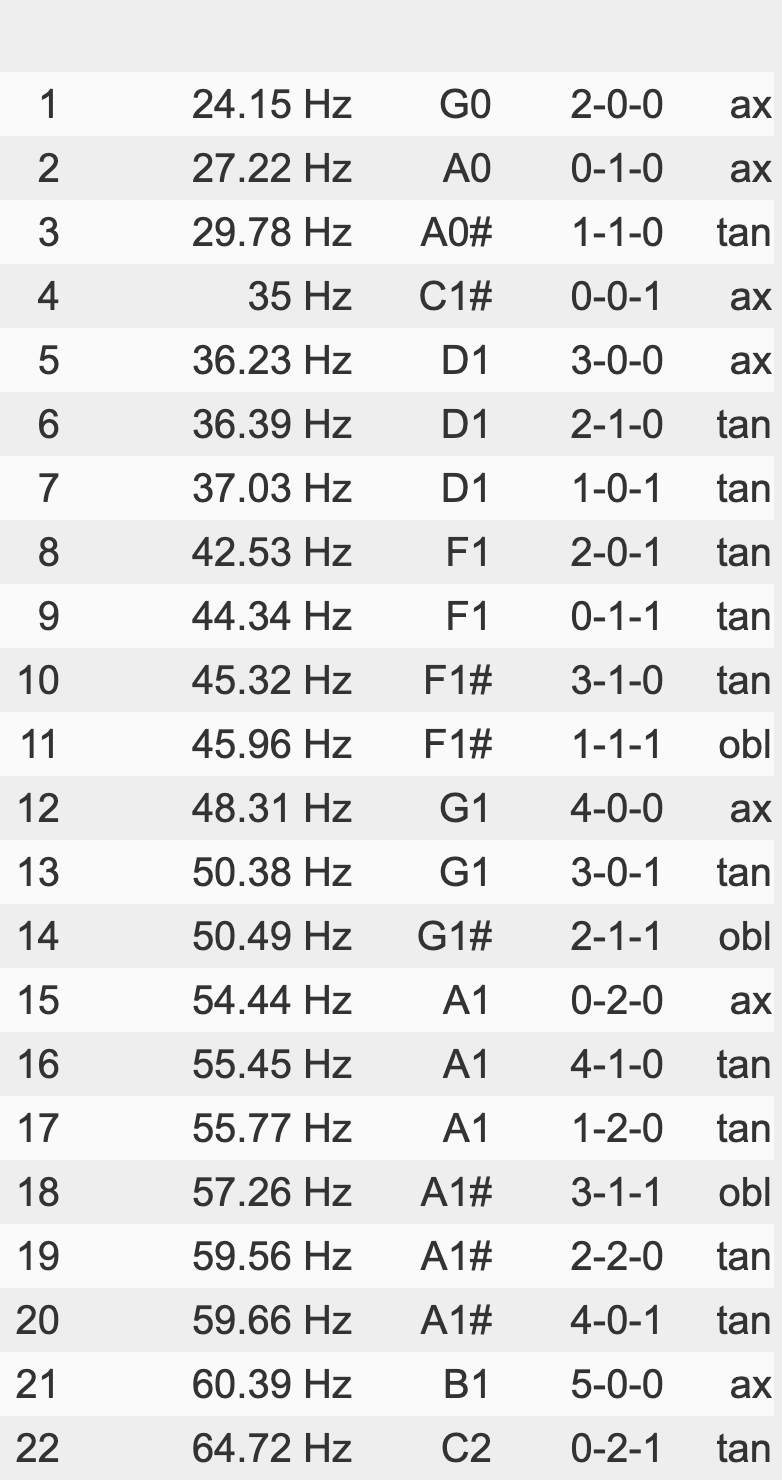 1 24.15 Hz G0 2-0-0 ax
2 27.22 Hz A0 0-1-0 ax
3 29.78 Hz A0# 1-1-0 tan
4 35 Hz C1# 0-0-1 ax
5 36.23 Hz D1 3-0-0 ax
6 36.39 Hz D1 2-1-0 tan
7 37.03 Hz D1 1-0-1 tan
8 42.53 Hz F1 2-0-1 tan
9 44.34 Hz F1 0-1-1 tan
10 45.32 Hz F1# 3-1-0 tan
11 45.96 Hz F1# 1-1-1 obl
12 48.31 Hz G1 4-0-0 ax
13 50.38 Hz G1 3-0-1 tan
14 50.49 Hz G1# 2-1-1 obl
15 54.44 Hz A1 0-2-0 ax
16 55.45 Hz A1 4-1-0 tan
17 55.77 Hz A1 1-2-0 tan
18 57.26 Hz A1# 3-1-1 obl
19 59.56 Hz A1# 2-2-0 tan
20 59.66 Hz A1# 4-0-1 tan
21 60.39 Hz B1 5-0-0 ax
22 64.72 Hz C2 0-2-1 tan